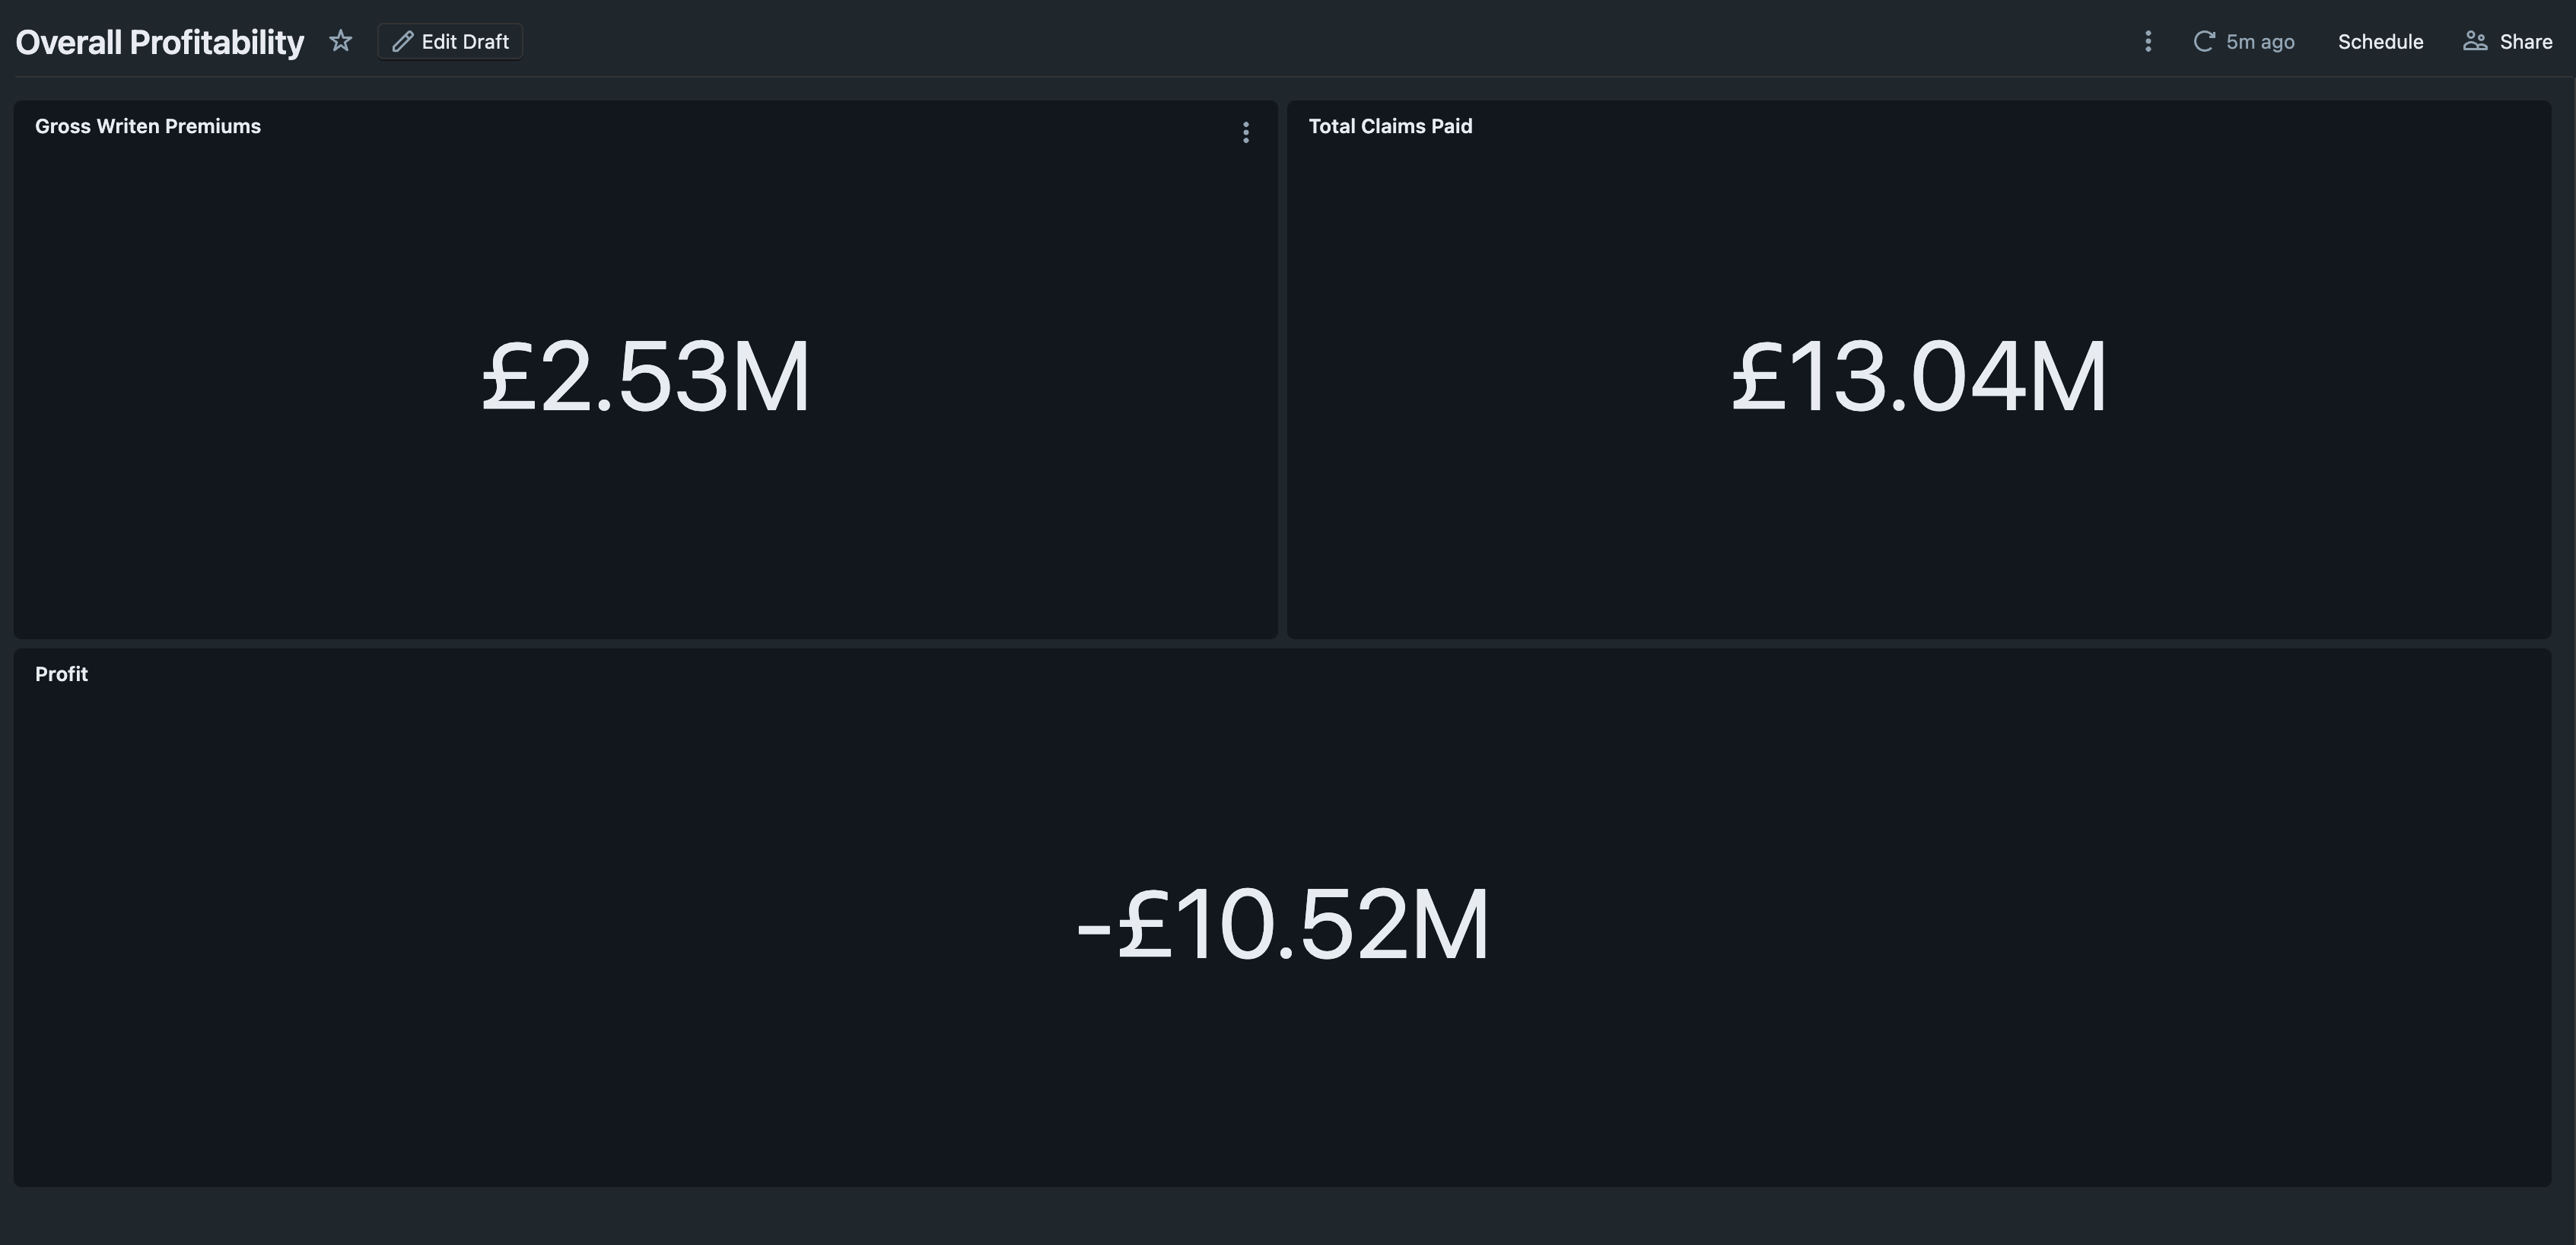 Overall Profitability
Edit Draft
5m ago
Schedule
Share
Gross Writen Premiums
Total Claims Paid
£2.53M
£13.04M
Profit
-£10.52M